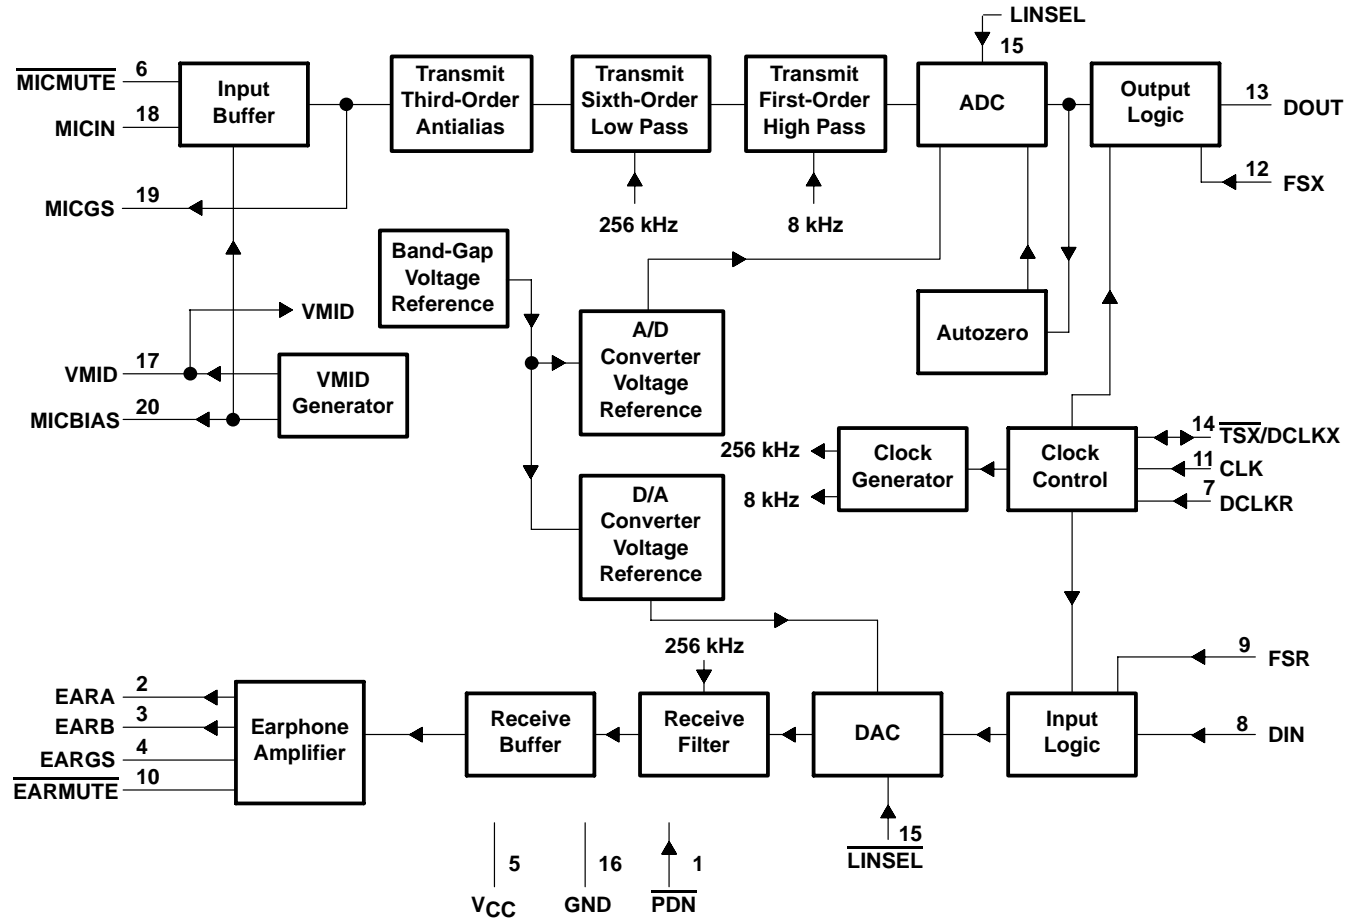 LINSEL
15
MICMUTE
6
MICIN
18
Input
Buffer
Transmit
Third-Order
Antialias
Transmit
Sixth-Order
Low Pass
Transmit
First-Order
High Pass
ADC
Output
Logic
13
DOUT
12
FSX
MICGS
19
256 kHz
8 kHz
Band-Gap
Voltage
Reference
VMID
A/D
Converter
Voltage
Reference
Autozero
VMID
17
VMID
Generator
MICBIAS
20
256 kHz
8 kHz
Clock
Generator
Clock
Control
14
TSX/DCLKX
11
CLK
7
DCLKR
D/A
Converter
Voltage
Reference
256 kHz
9
FSR
EARA
2
EARB
3
EARGS
4
EARMUTE
10
Earphone
Amplifier
Receive
Buffer
Receive
Filter
DAC
Input
Logic
8
DIN
15
LINSEL
5
VCC
16
GND
1
PDN